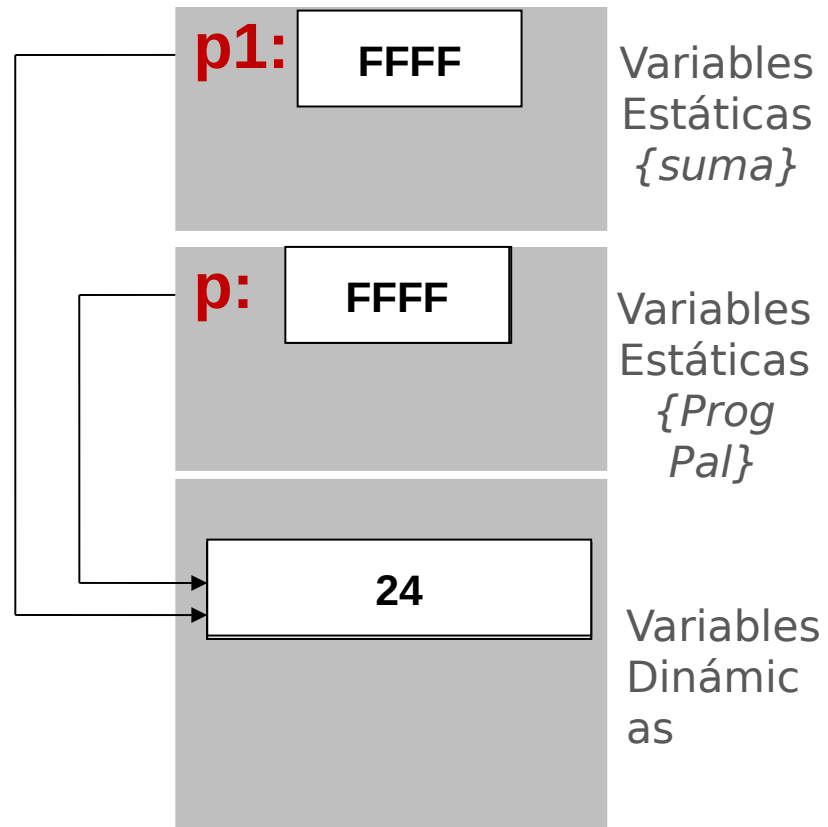 p1:
FFFF
Variables
Estáticas
{suma}
p:
FFFF
Variables
Estáticas
{Prog
Pal}
24
Variables
Dinámic
as